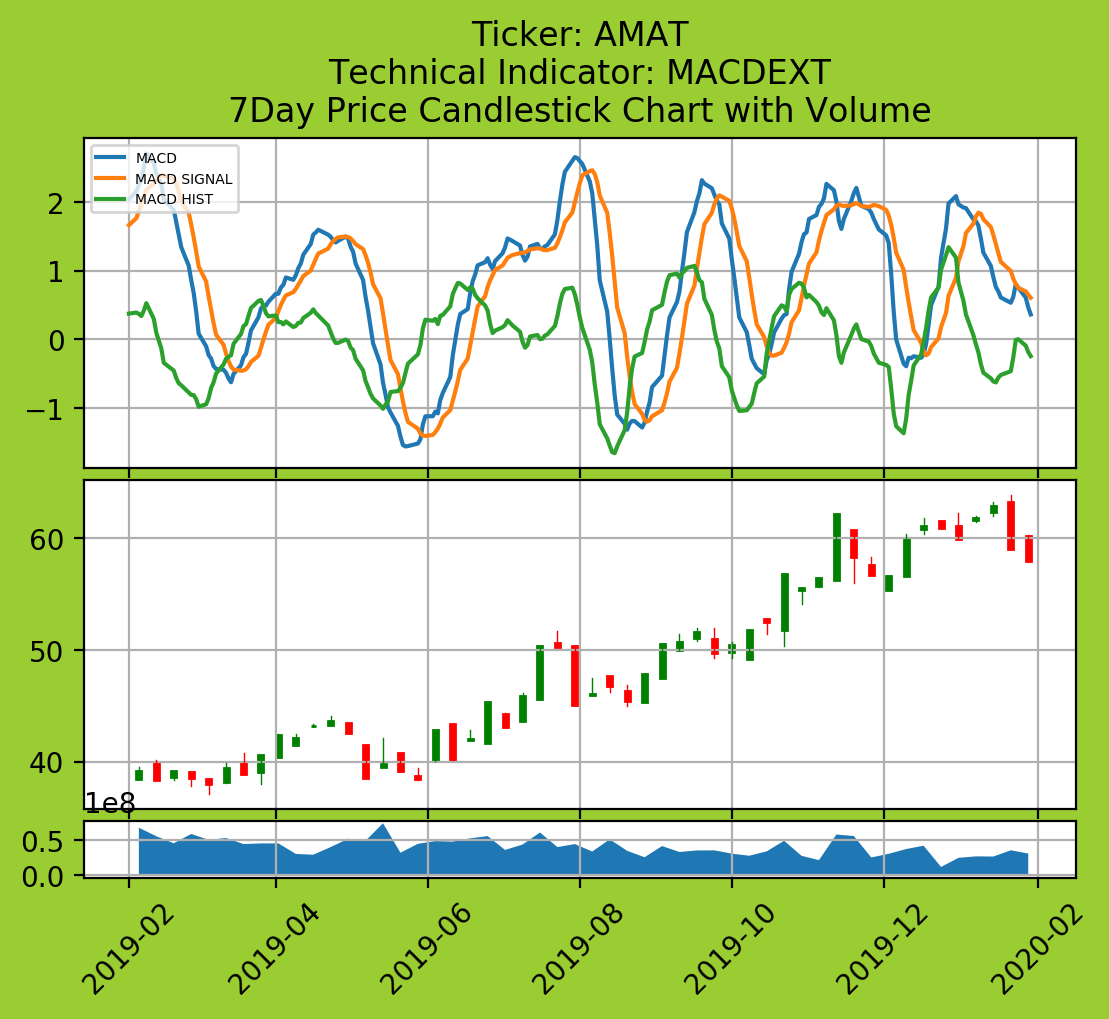 Ticker: AMAT
Technical Indicator: MACDEXT
7Day Price Candlestick Chart with Volume
MACD
MACD SIGNAL
MACD HIST
2
1
0
−1
60
50
40
1e8
0.5
0.0
2019-02
2019-04
2019-06
2019-08
2019-10
2019-12
2020-02